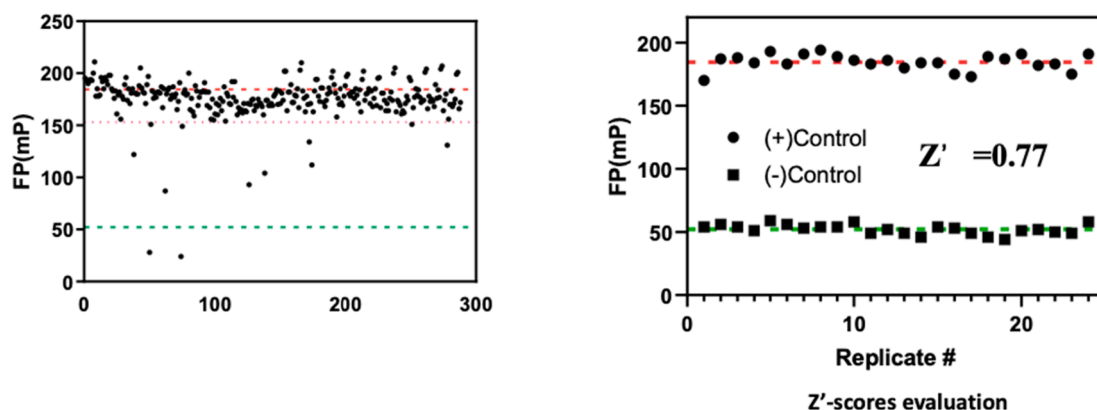 250
200
150
100
50
0
FP(mP)
0
100
200
300
200
150
100
50
0
FP(mP)
(+)Control
(-)Control
Z' =0.77
0
10
20
Replicate #
Z'-scores evaluation